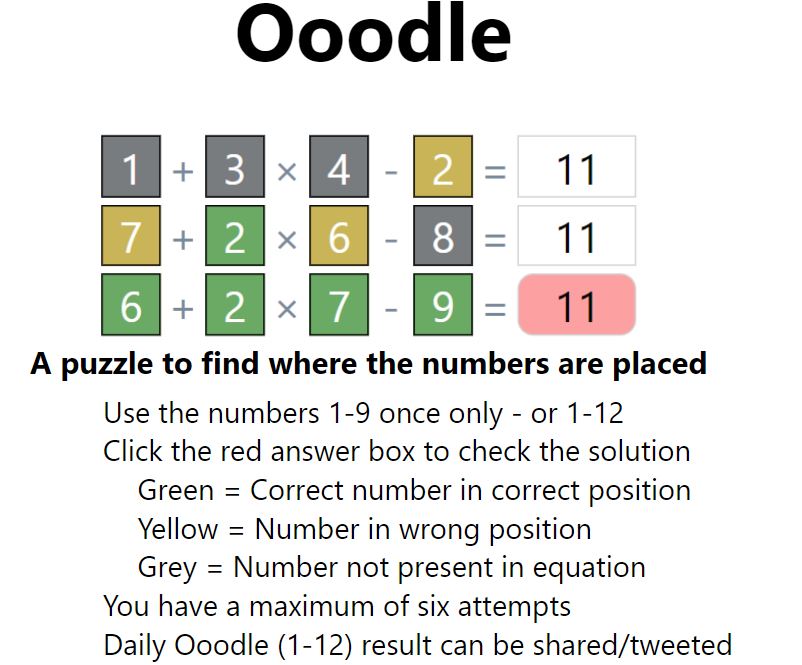 Ooodle
1 + 3 × 4 - 2 = 11
7 + 2 × 6 - 8 = 11
6 + 2 × 7 - 9 = 11
A puzzle to find where the numbers are placed
Use the numbers 1-9 once only - or 1-12
Click the red answer box to check the solution
Green = Correct number in correct position
Yellow = Number in wrong position
Grey = Number not present in equation
You have a maximum of six attempts
Daily Ooodle (1-12) result can be shared/tweeted